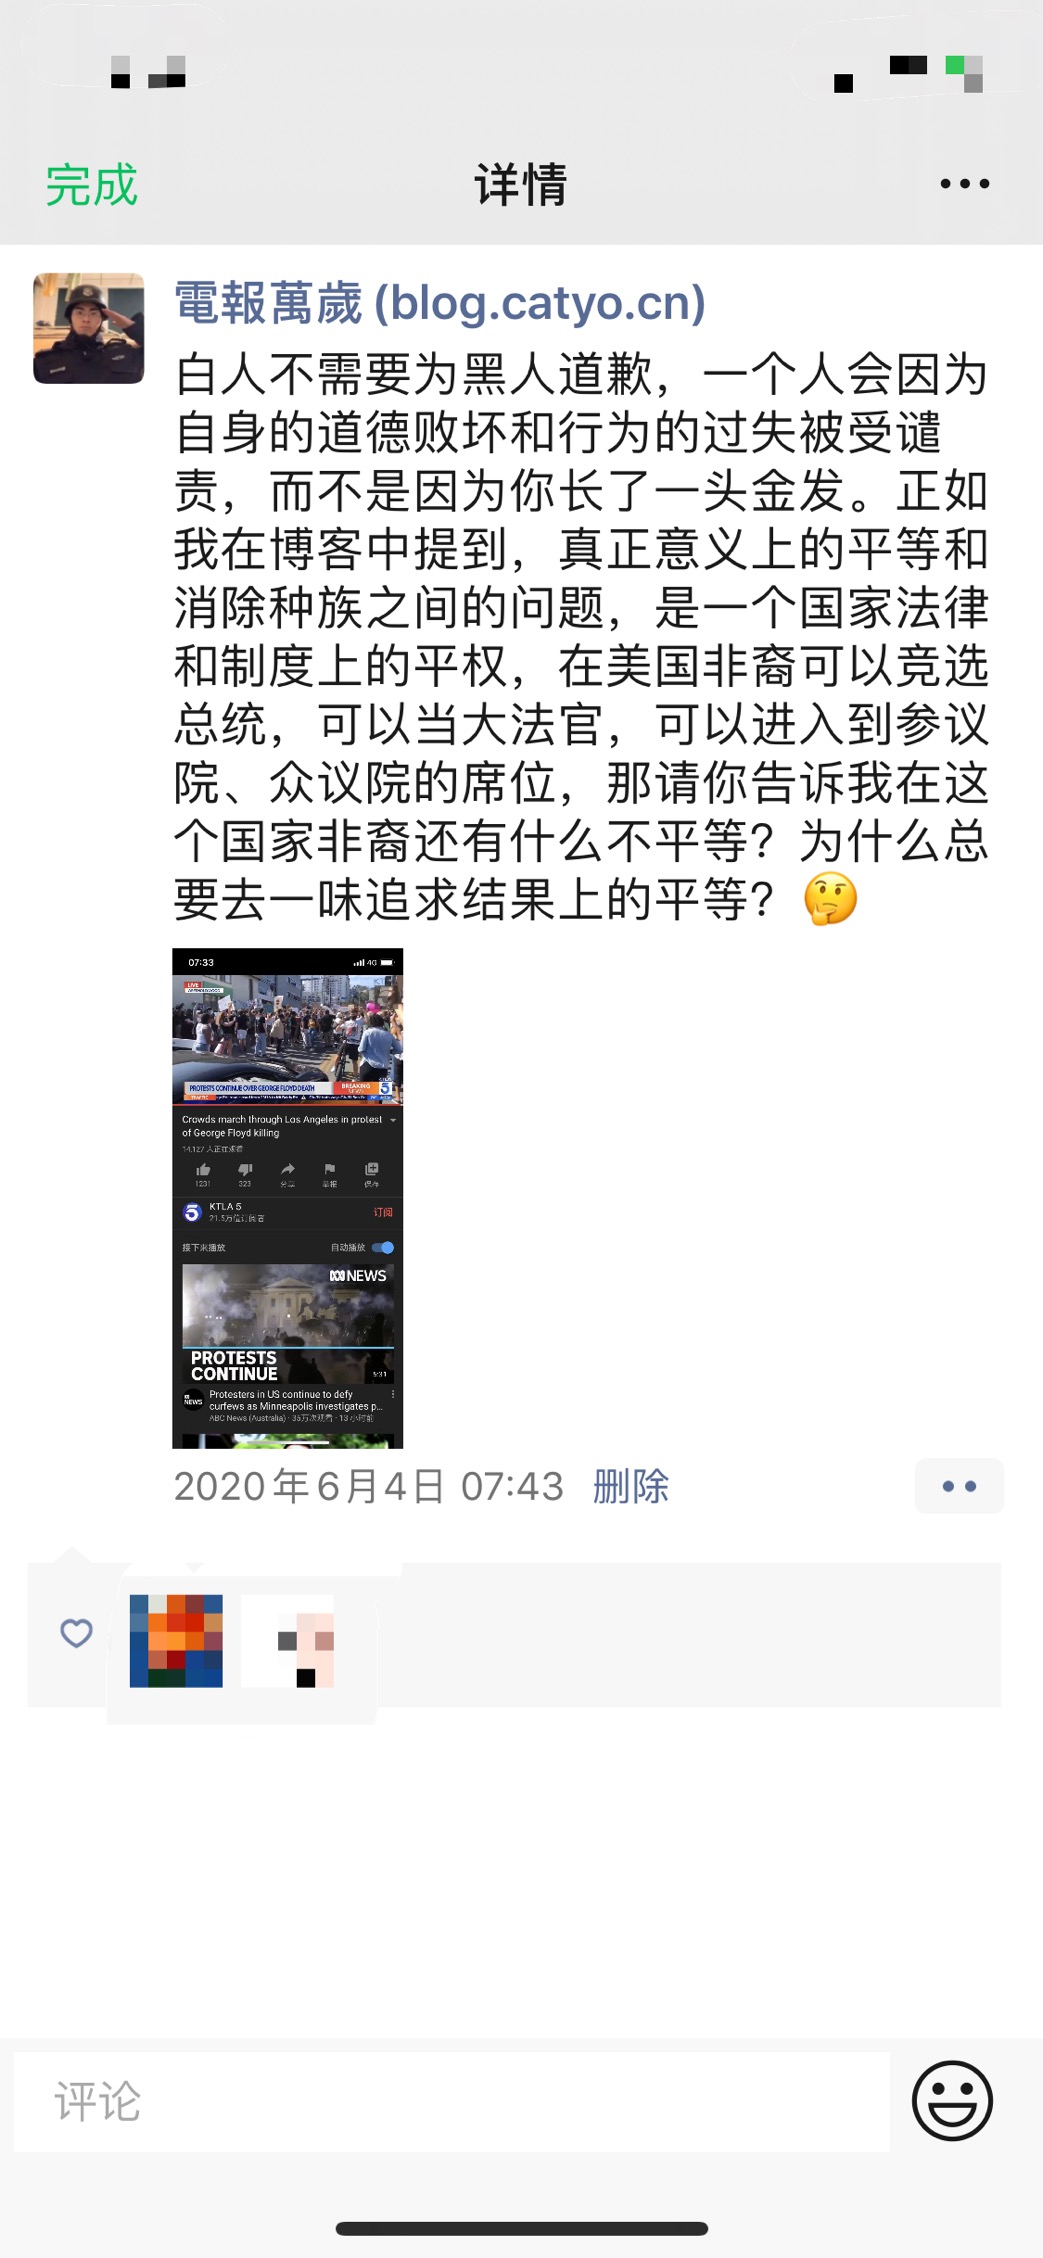 完成
详情
電報萬歲 (blog.catyo.cn)
白人不需要为黑人道歉，一个人会因为
自身的道德败坏和行为的过失被受谴
责，而不是因为你长了一头金发。正如
我在博客中提到，真正意义上的平等和
消除种族之间的问题，是一个国家法律
和制度上的平权，在美国非裔可以竞选
总统，可以当大法官，可以进入到参议
院、众议院的席位，那请你告诉我在这
个国家非裔还有什么不平等？为什么总
要去一味追求结果上的平等？🤔
07:33
4G
LIVE
PROTESTS CONTINUE OVER GEORGE FLOYD DEATH
BREAKING NEWS
5
TRAFFIC
Crowds march through Los Angeles in protest
of George Floyd killing
14,127 人正在观看
1231
323
分享
举报
保存
5
KTLA 5
21.5万位订阅者
订阅
接下来播放
自动播放
NEWS
PROTESTS
CONTINUE
5:31
NEWS
Protesters in US continue to defy
curfews as Minneapolis investigates p...
ABC News (Australia) · 35万次观看 · 13 小时前
2020年6月4日 07:43
删除
评论